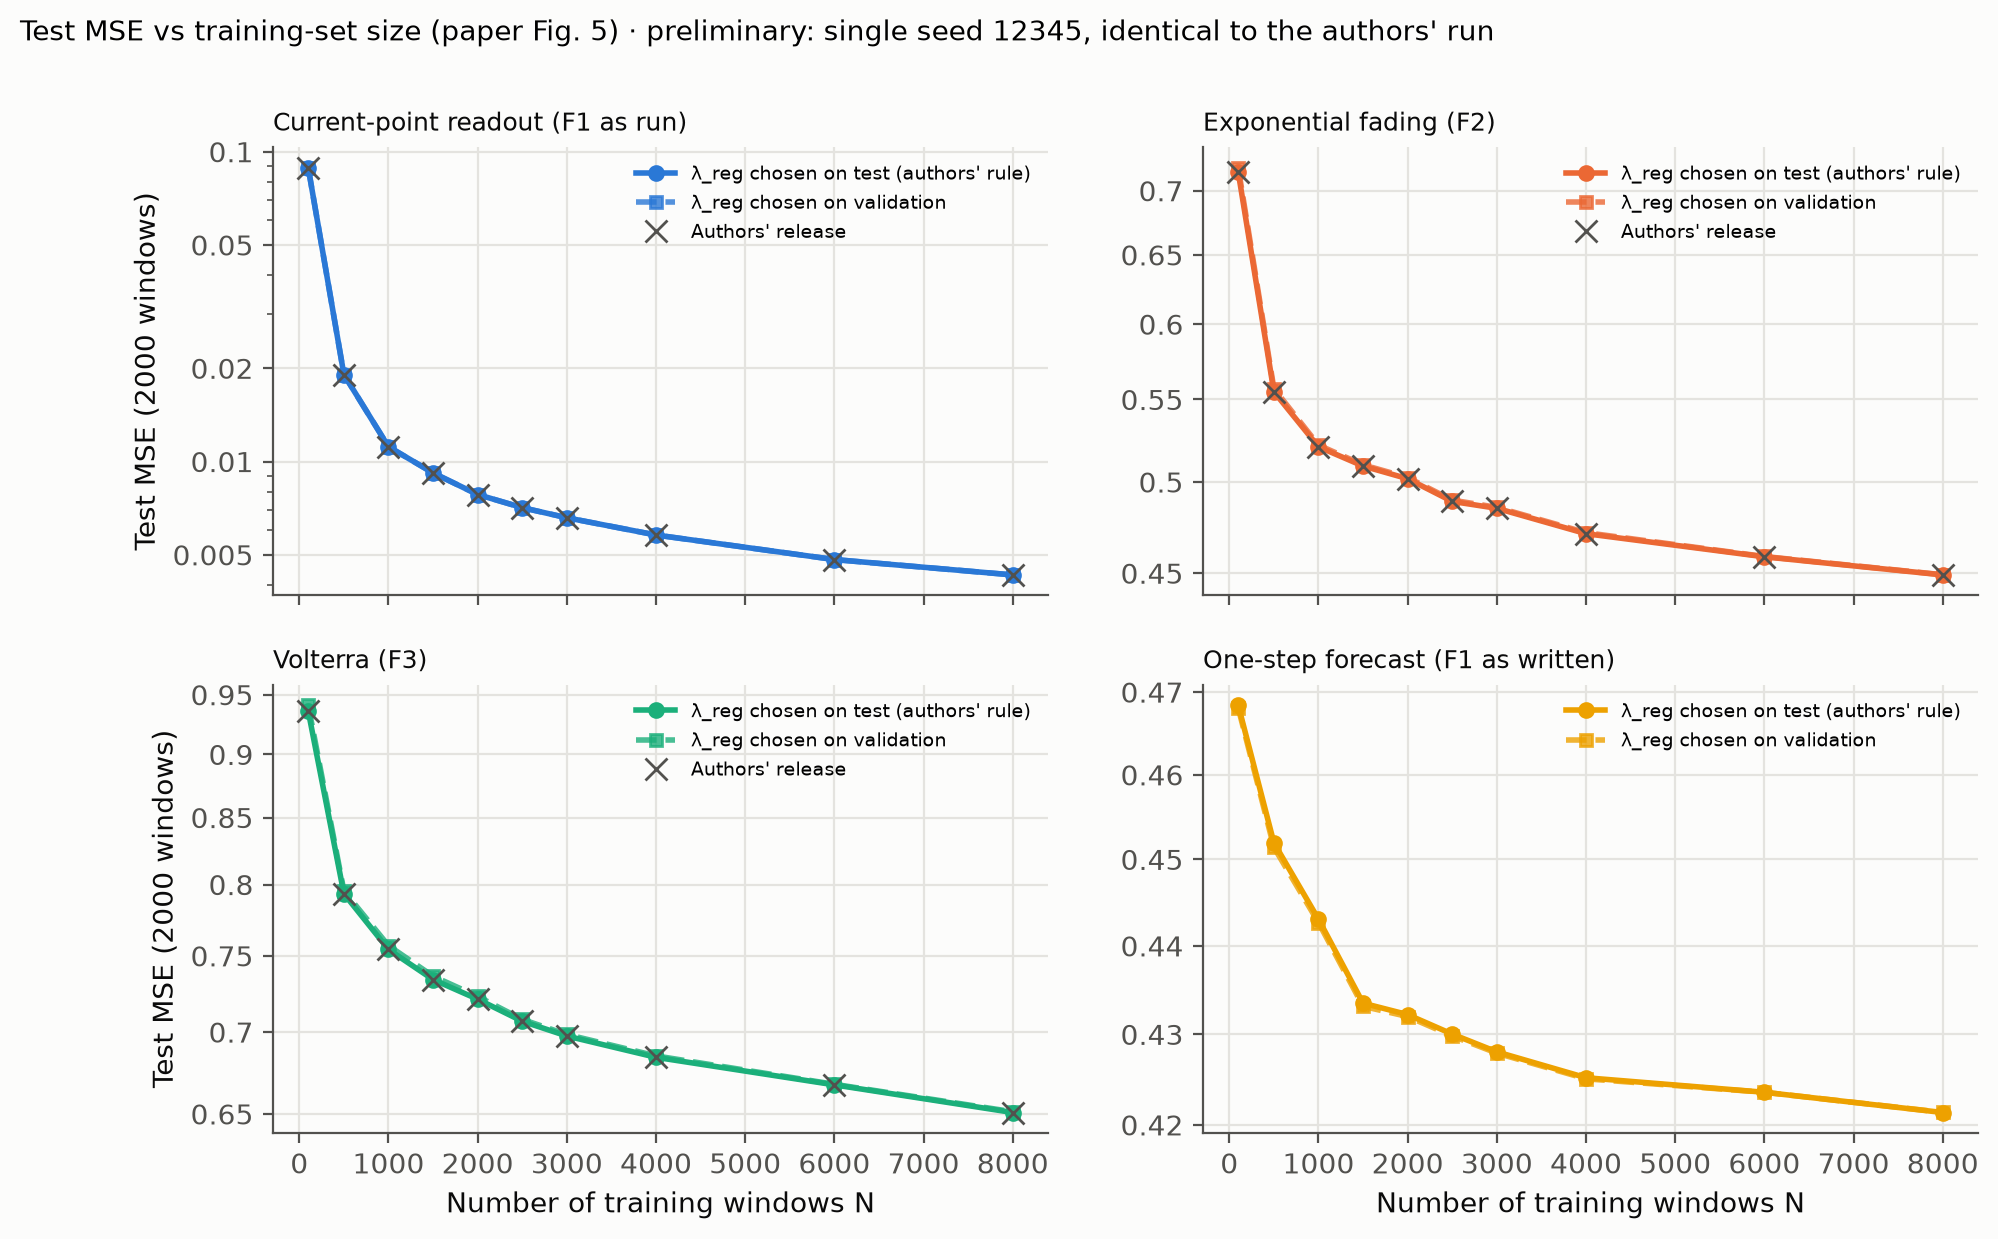 Test MSE vs training-set size (paper Fig. 5) · preliminary: single seed 12345, identical to the authors' run
Current-point readout (F1 as run)
Test MSE (2000 windows)
0.1
0.05
0.02
0.01
0.005
λ_reg chosen on test (authors' rule)
λ_reg chosen on validation
Authors' release
Exponential fading (F2)
0.7
0.65
0.6
0.55
0.5
0.45
λ_reg chosen on test (authors' rule)
λ_reg chosen on validation
Authors' release
Volterra (F3)
Test MSE (2000 windows)
0.95
0.9
0.85
0.8
0.75
0.7
0.65
λ_reg chosen on test (authors' rule)
λ_reg chosen on validation
Authors' release
0 1000 2000 3000 4000 5000 6000 7000 8000
Number of training windows N
One-step forecast (F1 as written)
0.47
0.46
0.45
0.44
0.43
0.42
λ_reg chosen on test (authors' rule)
λ_reg chosen on validation
0 1000 2000 3000 4000 5000 6000 7000 8000
Number of training windows N